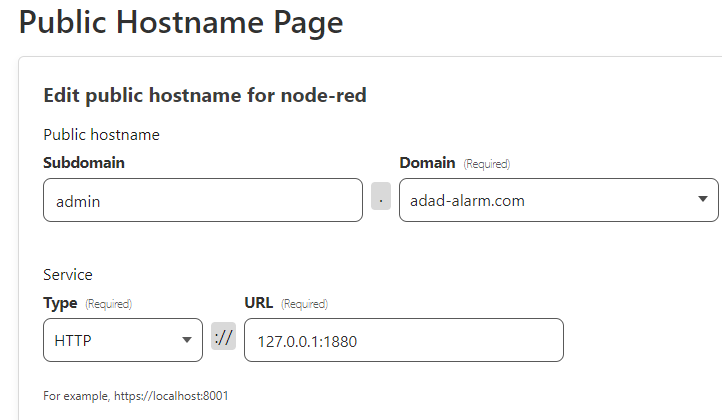 Public Hostname Page
Edit public hostname for node-red
Public hostname
Subdomain
Domain (Required)
admin
.
adad-alarm.com
Service
Type (Required)
URL (Required)
HTTP
://
127.0.0.1:1880
For example, https://localhost:8001